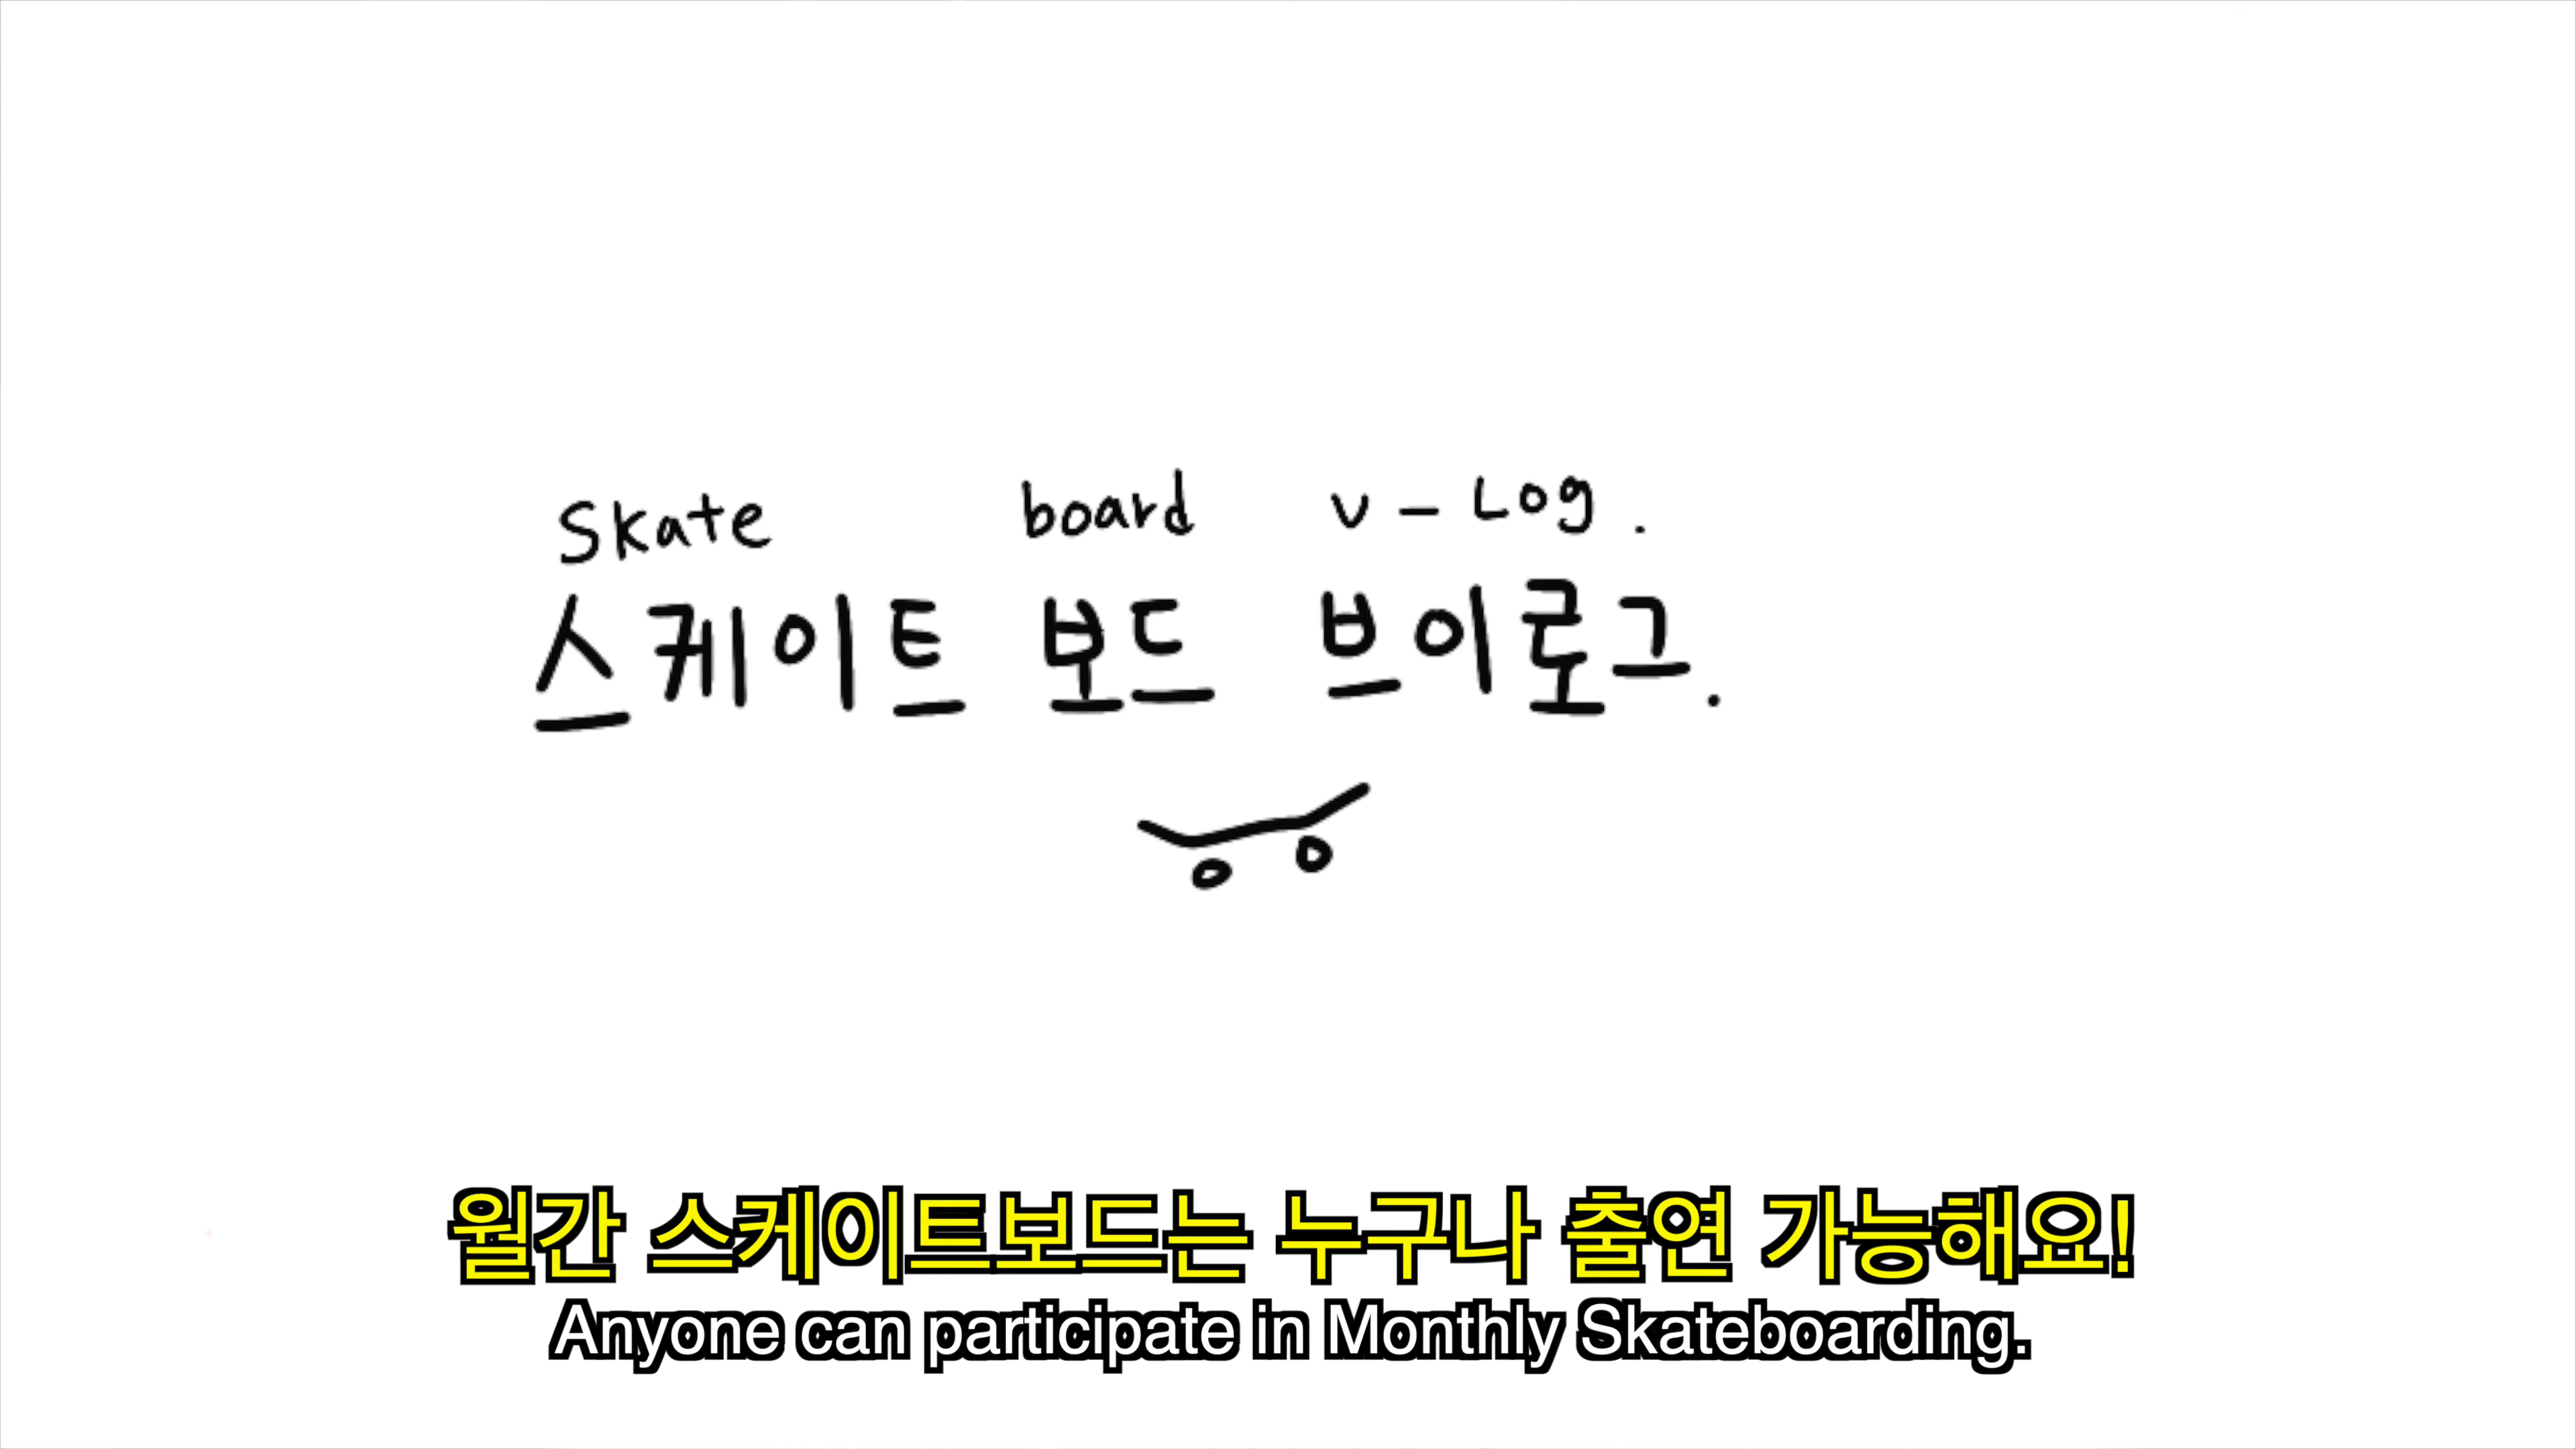 Skate board v-Log.
스케이트 보드 브이로그.
월간 스케이트보드는 누구나 출연 가능해요!
Anyone can participate in Monthly Skateboarding.